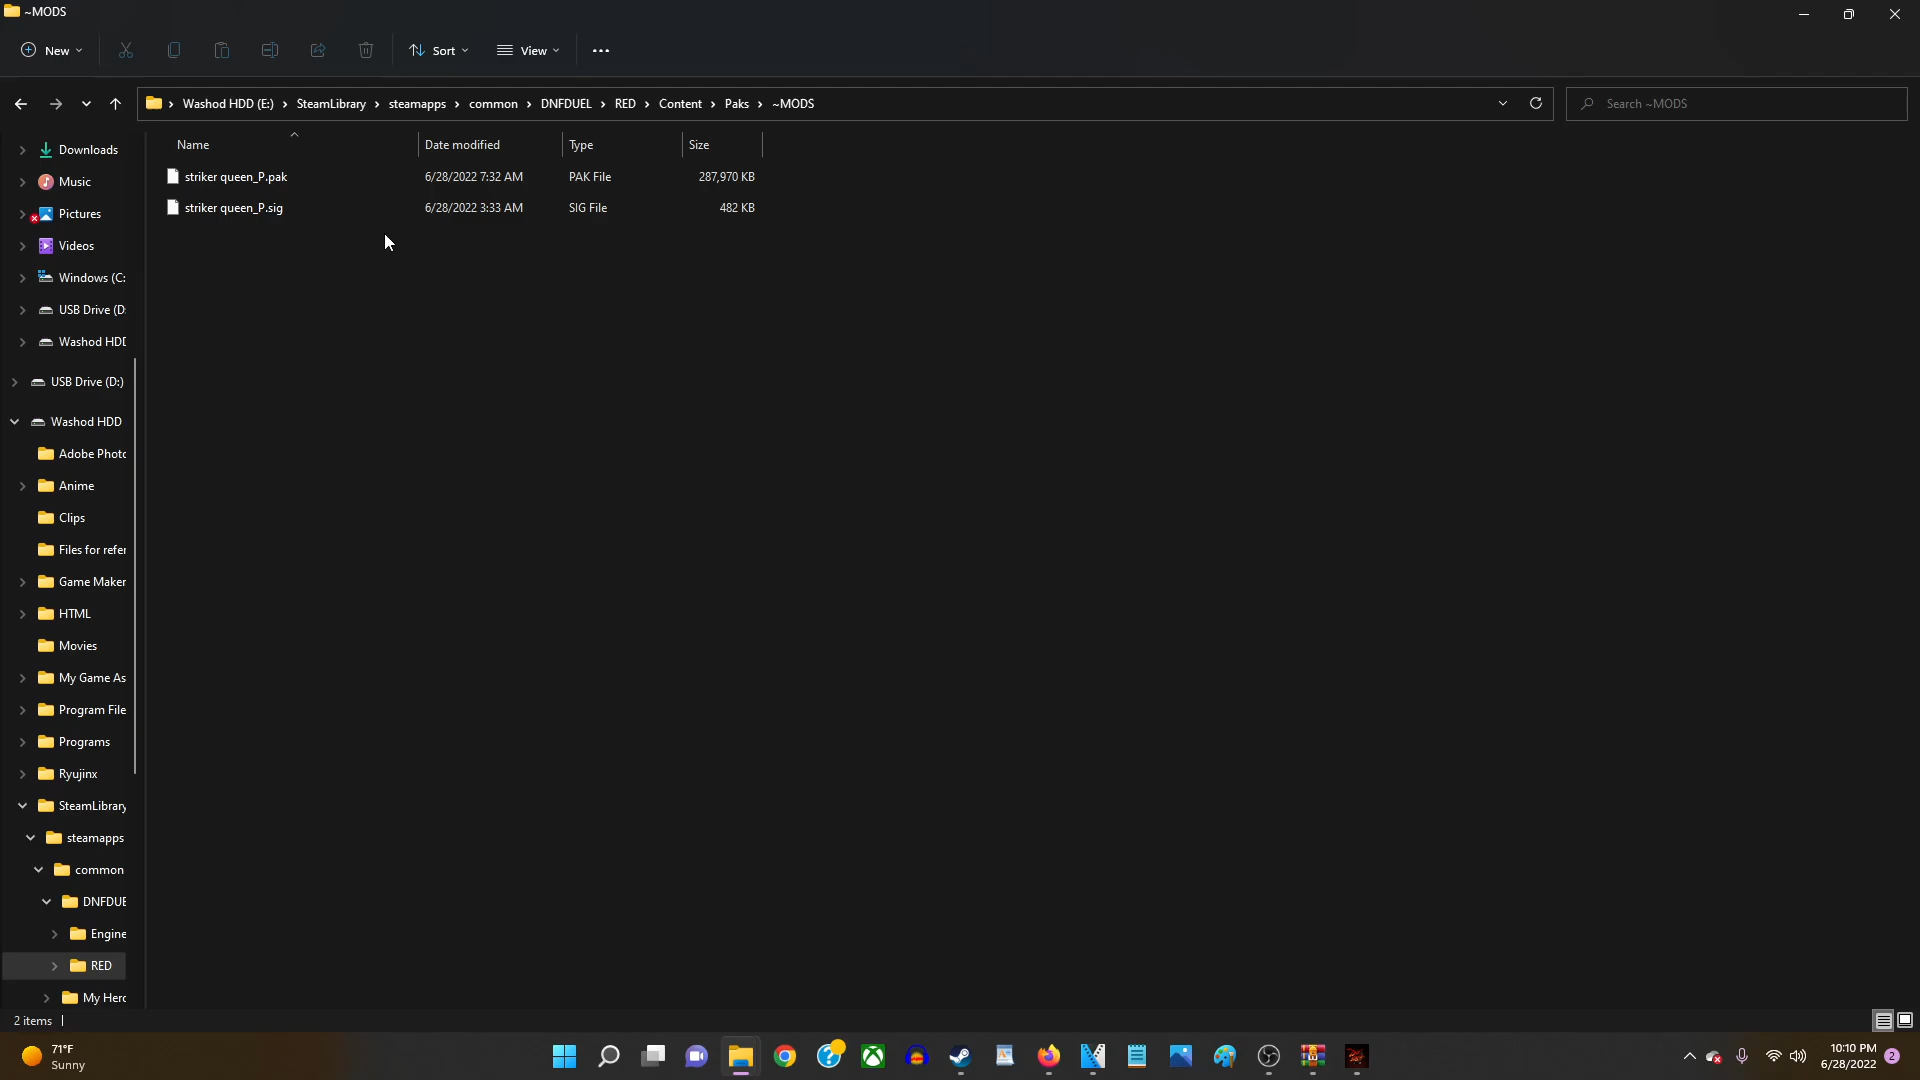 ~MODS
New
Sort
View
Washod HDD (E:) > SteamLibrary > steamapps > common > DNFDUEL > RED > Content > Paks > ~MODS
Search ~MODS
Name Date modified Type Size
striker queen_P.pak 6/28/2022 7:32 AM PAK File 287,970 KB
striker queen_P.sig 6/28/2022 3:33 AM SIG File 482 KB
Downloads
Music
Pictures
Videos
Windows (C:
USB Drive (D:
Washod HDD
USB Drive (D:)
Washod HDD
Adobe Photo
Anime
Clips
Files for refer
Game Maker
HTML
Movies
My Game As
Program File
Programs
Ryujinx
SteamLibrary
steamapps
common
DNFDUE
Engine
RED
My Hero
2 items
71°F
Sunny
10:10 PM
6/28/2022
2